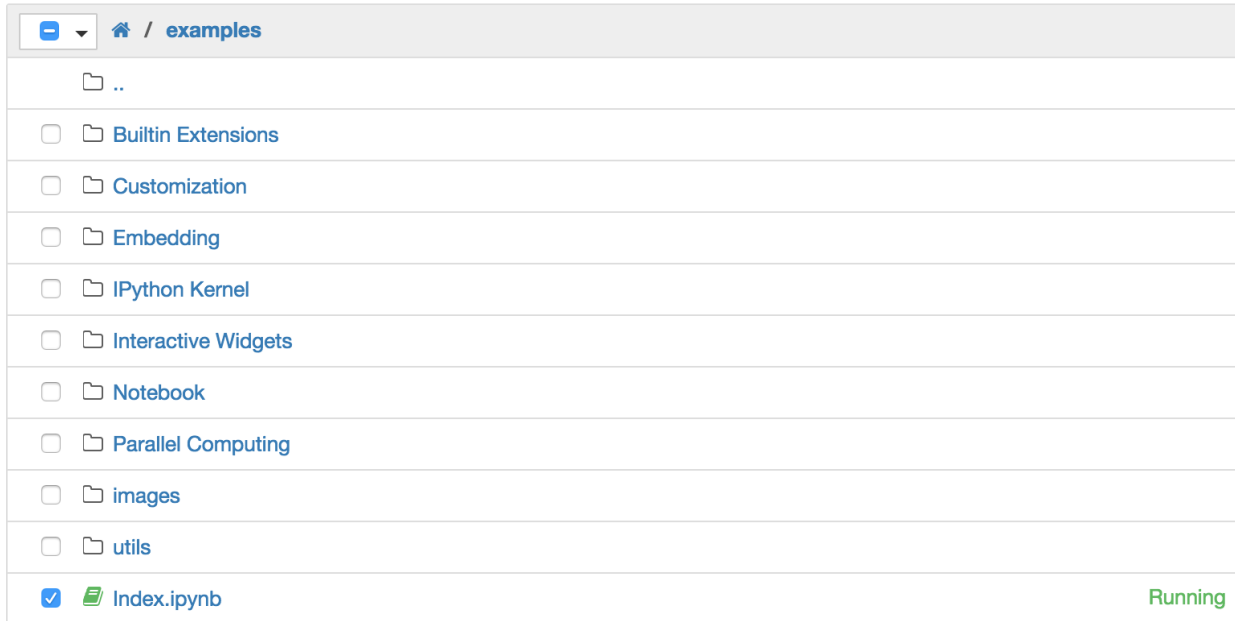 / examples
..
Builtin Extensions
Customization
Embedding
IPython Kernel
Interactive Widgets
Notebook
Parallel Computing
images
utils
Index.ipynb Running